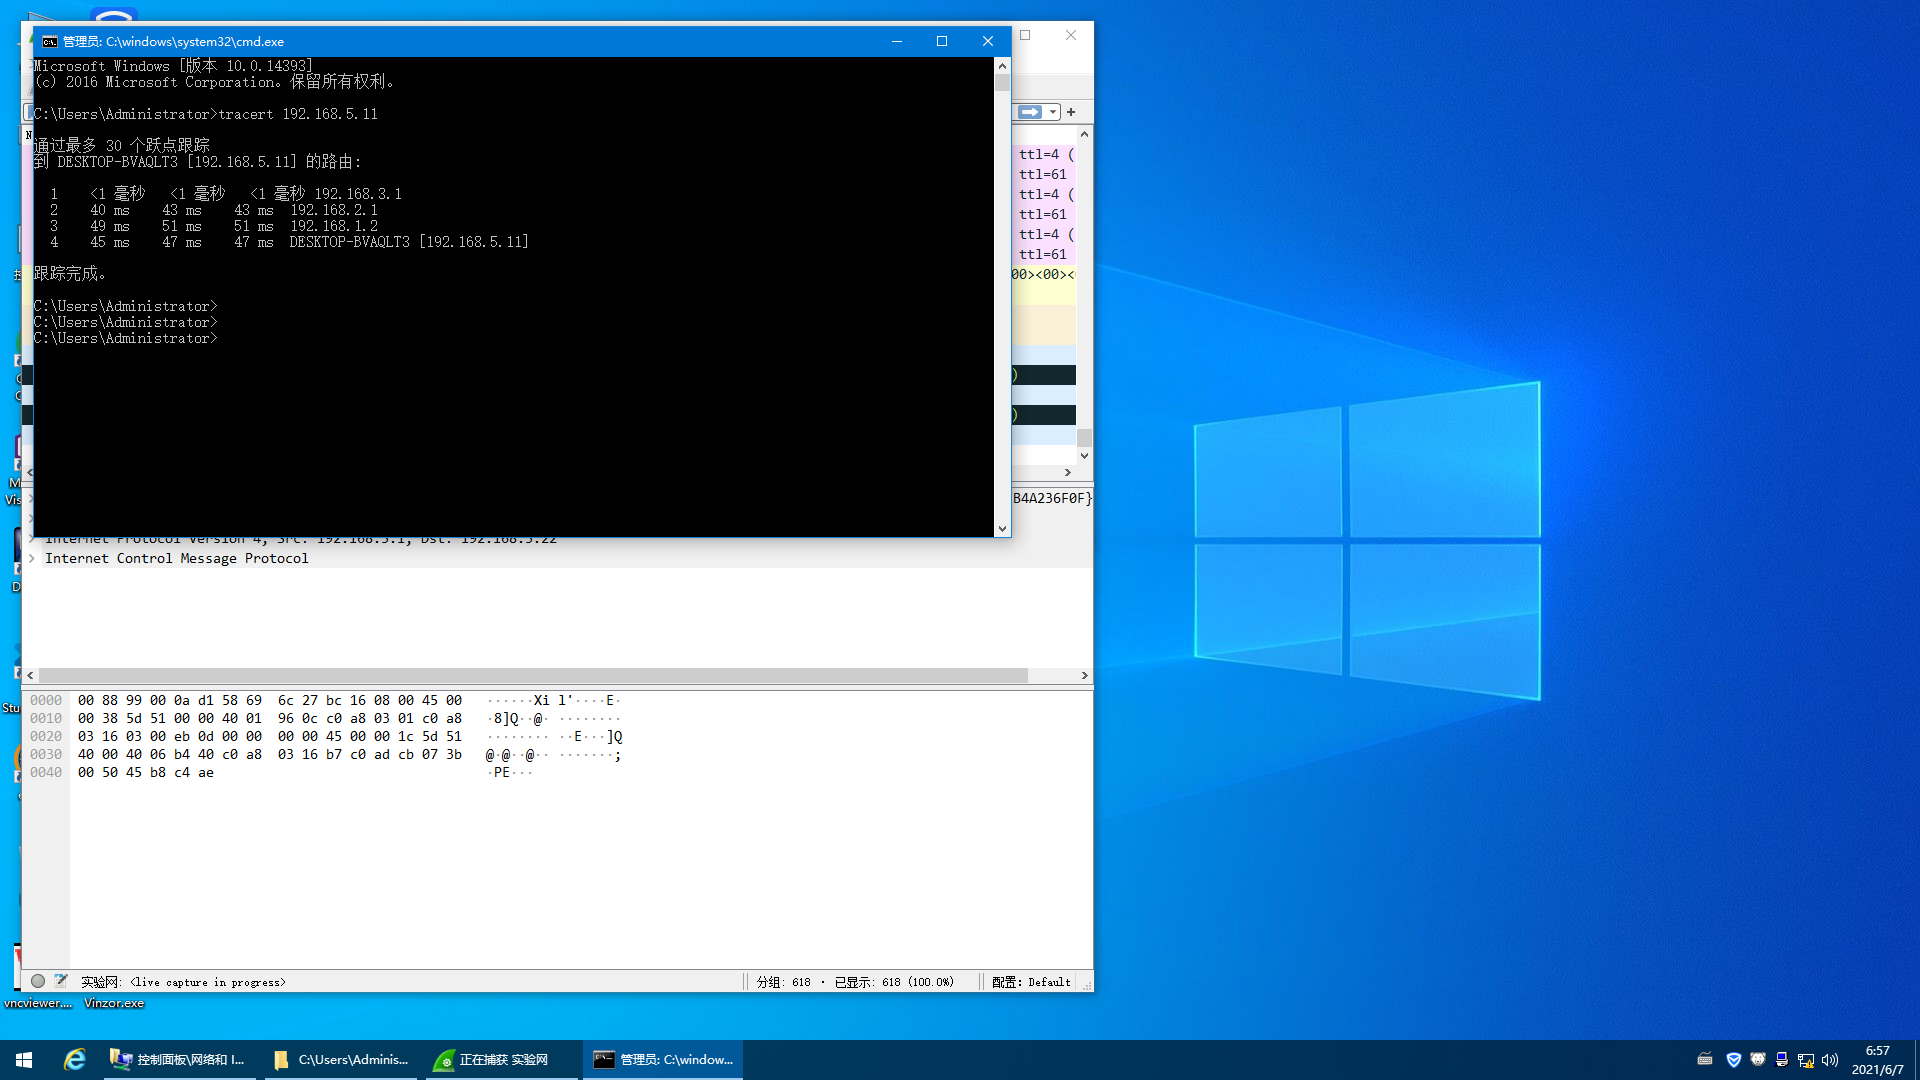 管理员: C:\windows\system32\cmd.exe
Microsoft Windows [版本 10.0.14393]
(c) 2016 Microsoft Corporation。保留所有权利。
C:\Users\Administrator>tracert 192.168.5.11
通过最多 30 个跃点跟踪
到 DESKTOP-BVAQLT3 [192.168.5.11] 的路由:
1 <1 毫秒 <1 毫秒 <1 毫秒 192.168.3.1
2 40 ms 43 ms 43 ms 192.168.2.1
3 49 ms 51 ms 51 ms 192.168.1.2
4 45 ms 47 ms 47 ms DESKTOP-BVAQLT3 [192.168.5.11]
跟踪完成。
C:\Users\Administrator>
C:\Users\Administrator>
C:\Users\Administrator>
ttl=4 (
ttl=61
ttl=4 (
ttl=61
ttl=4 (
ttl=61
00><00><
)
)
B4A236F0F}
Internet Protocol Version 4, Src: 192.168.3.1, Dst: 192.168.3.22
Internet Control Message Protocol
0000 00 88 99 00 0a d1 58 69 6c 27 bc 16 08 00 45 00 ······Xi l'····E·
0010 00 38 5d 51 00 00 40 01 96 0c c0 a8 03 01 c0 a8 ·8]Q··@· ········
0020 03 16 03 00 eb 0d 00 00 00 00 45 00 00 1c 5d 51 ········ ··E···]Q
0030 40 00 40 06 b4 40 c0 a8 03 16 b7 c0 ad cb 07 3b @·@··@·· ·······;
0040 00 50 45 b8 c4 ae ·PE···
实验网: <live capture in progress>
分组: 618 · 已显示: 618 (100.0%)
配置: Default
vncviewer....
Vinzor.exe
控制面板\网络和 I...
C:\Users\Adminis...
正在捕获 实验网
管理员: C:\window...
6:57
2021/6/7